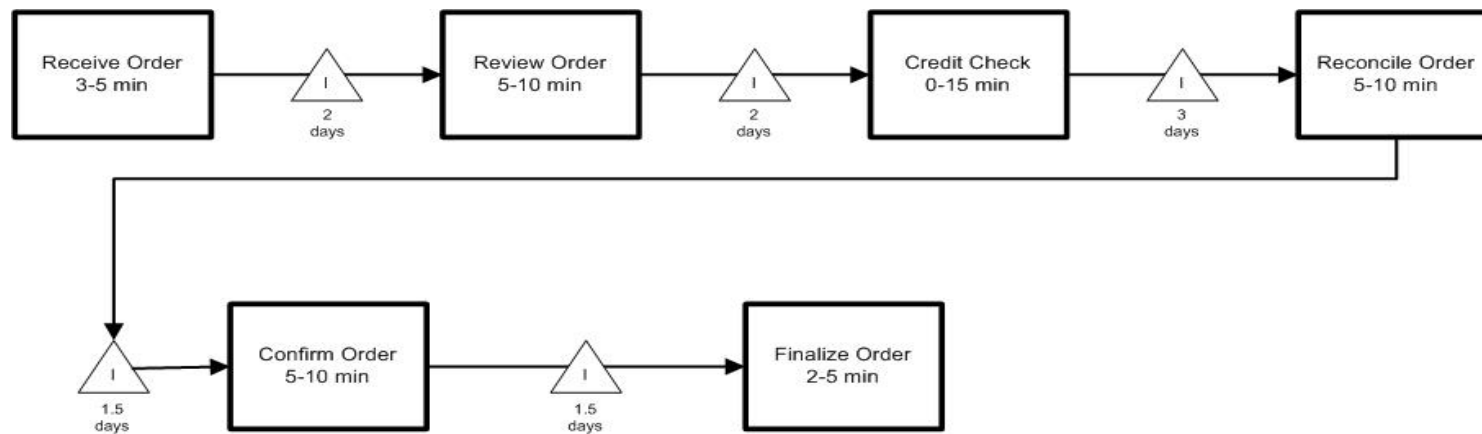 Receive Order
3-5 min
I
2
days
Review Order
5-10 min
I
2
days
Credit Check
0-15 min
I
3
days
Reconcile Order
5-10 min
I
1.5
days
Confirm Order
5-10 min
I
1.5
days
Finalize Order
2-5 min